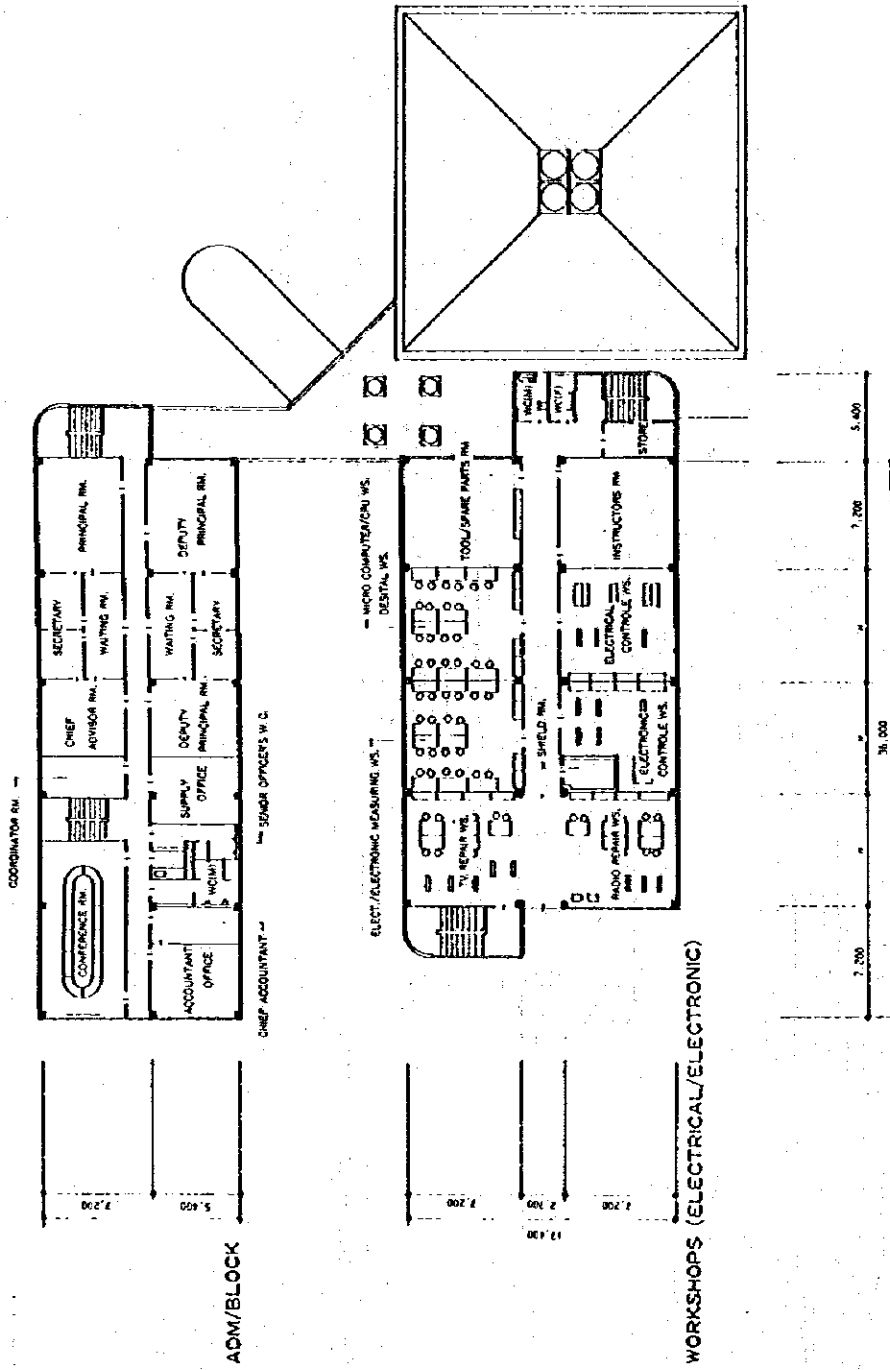 COORDINATOR RM.
CONFERENCE RM.
CHIEF
ADVISOR RM.
SECRETARY
WAITING RM.
PRINCIPAL RM.
ACCOUNTANT
OFFICE
WC(M)
SUPPLY
OFFICE
DEPUTY
PRINCIPAL RM.
WAITING RM.
SECRETARY
DEPUTY
PRINCIPAL RM.
CHIEF ACCOUNTANT
SENIOR OFFICER'S W.C.
7,200
5,400
ADM/BLOCK
ELECT./ELECTRONIC MEASURING WS.
MICRO COMPUTER/CPU WS.
DESITAL WS.
TV. REPAIR WS.
TOOL/SPARE PARTS RM
WC(M)
WC(F)
SHIELD RM.
RADIO REPAIR WS.
ELECTRONIC
CONTROLE WS.
ELECTRICAL
CONTROLE WS.
INSTRUCTORS RM
STORE
7,200
2,700
7,200
WORKSHOPS (ELECTRICAL/ELECTRONIC)
7,200
"
"
"
7,200
5,400
36,000